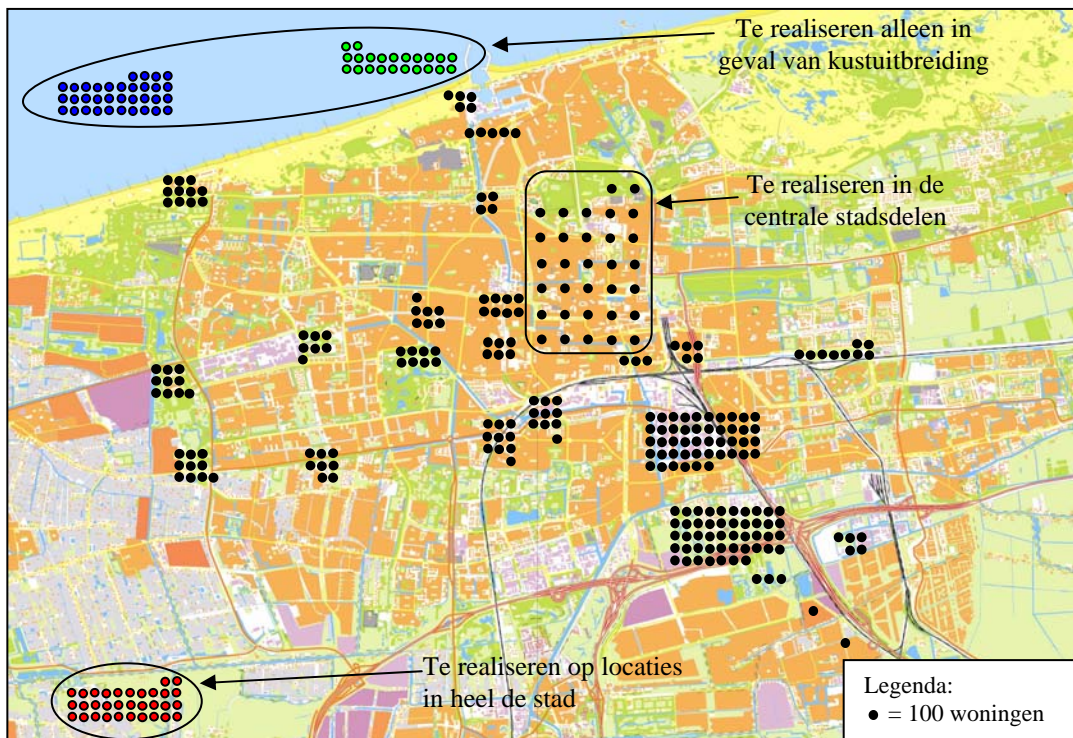 Te realiseren alleen in
geval van kustuitbreiding
Te realiseren in de
centrale stadsdelen
Te realiseren op locaties
in heel de stad
Legenda:
= 100 woningen